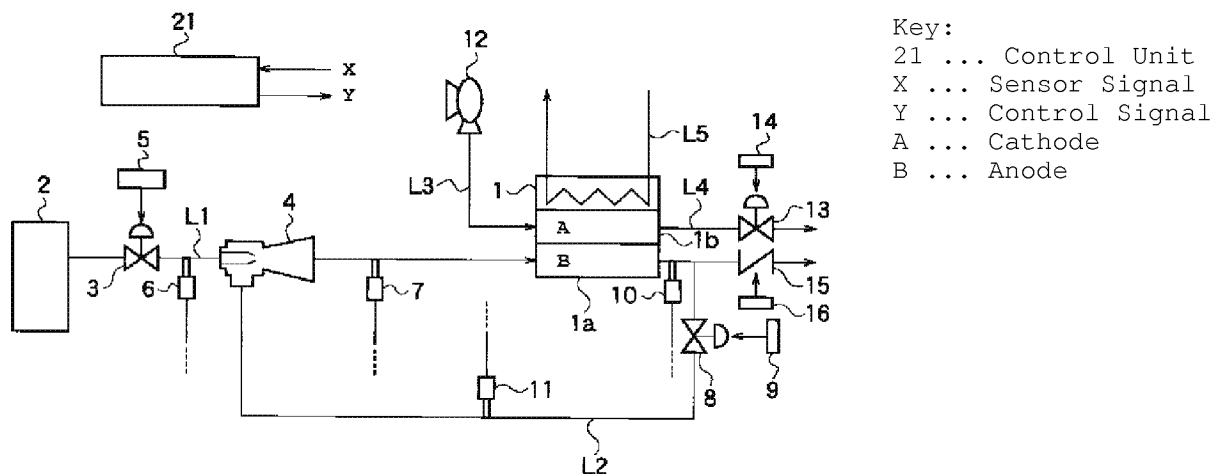 21
X
Y
12
Key:
21 ... Control Unit
X ... Sensor Signal
Y ... Control Signal
A ... Cathode
B ... Anode
5
14
L5
2
L3
1
L4
13
L1
4
A
1b
B
3
6
7
10
15
1a
16
11
8
9
L2